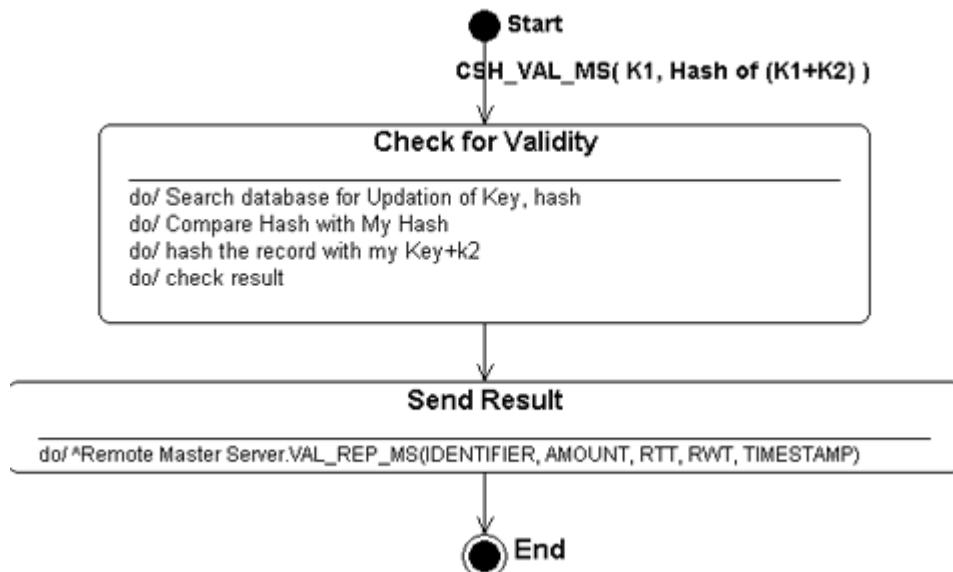 Start
CSH_VAL_MS( K1, Hash of (K1+K2) )
Check for Validity
do/ Search database for Updation of Key, hash
do/ Compare Hash with My Hash
do/ hash the record with my Key+k2
do/ check result
Send Result
do/ ^Remote Master Server.VAL_REP_MS(IDENTIFIER, AMOUNT, RTT, RWT, TIMESTAMP)
End